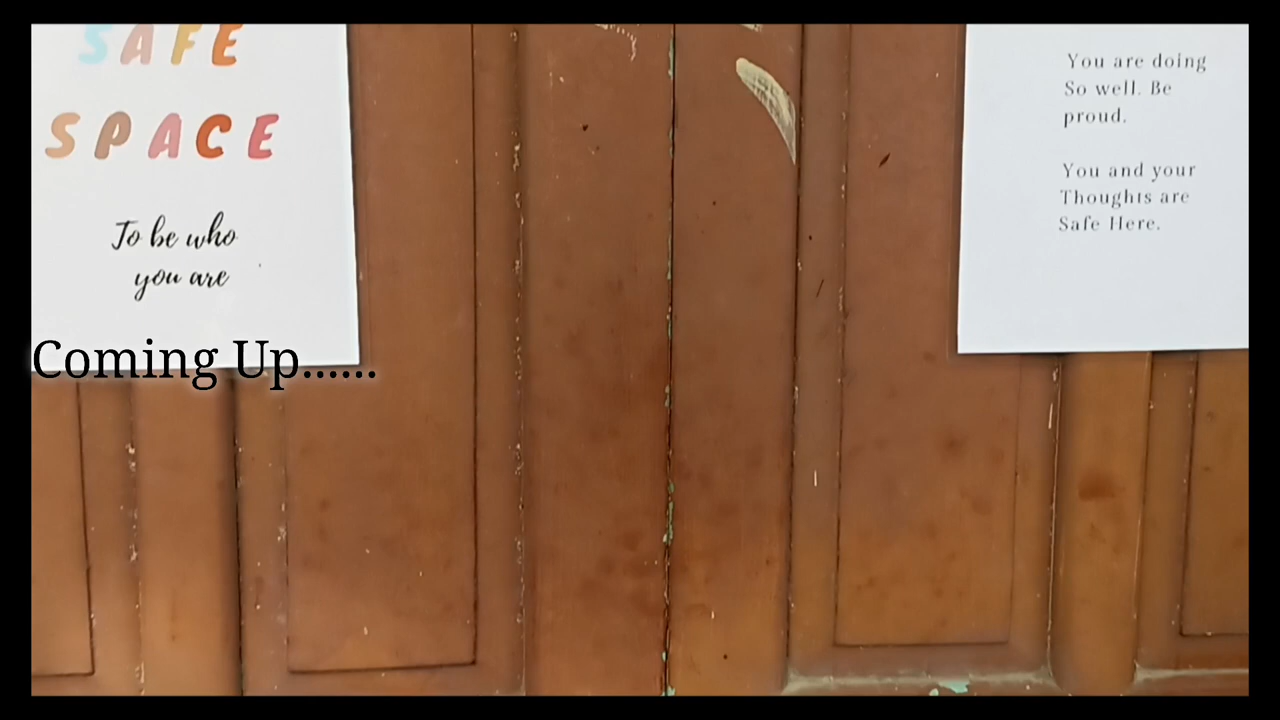 SAFE
SPACE
To be who
you are
Coming Up......
You are doing
So well. Be
proud.
You and your
Thoughts are
Safe Here.